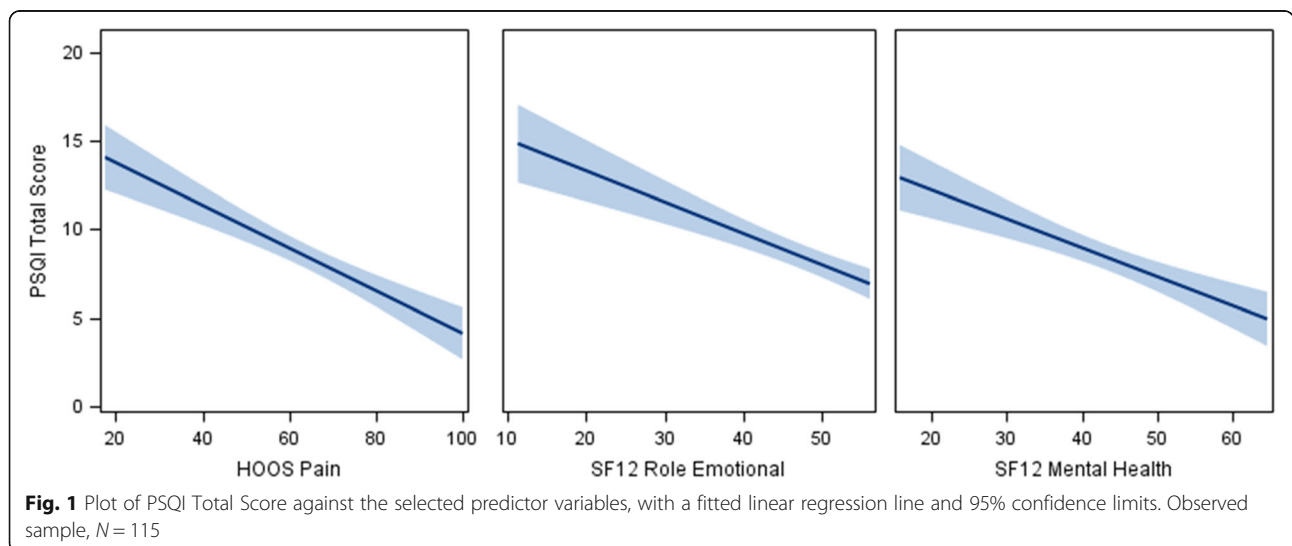 20
15
10
5
0
PSQI Total Score
20 40 60 80 100
HOOS Pain
10 20 30 40 50
SF12 Role Emotional
20 30 40 50 60
SF12 Mental Health
Fig. 1 Plot of PSQI Total Score against the selected predictor variables, with a fitted linear regression line and 95% confidence limits. Observed
sample, N = 115